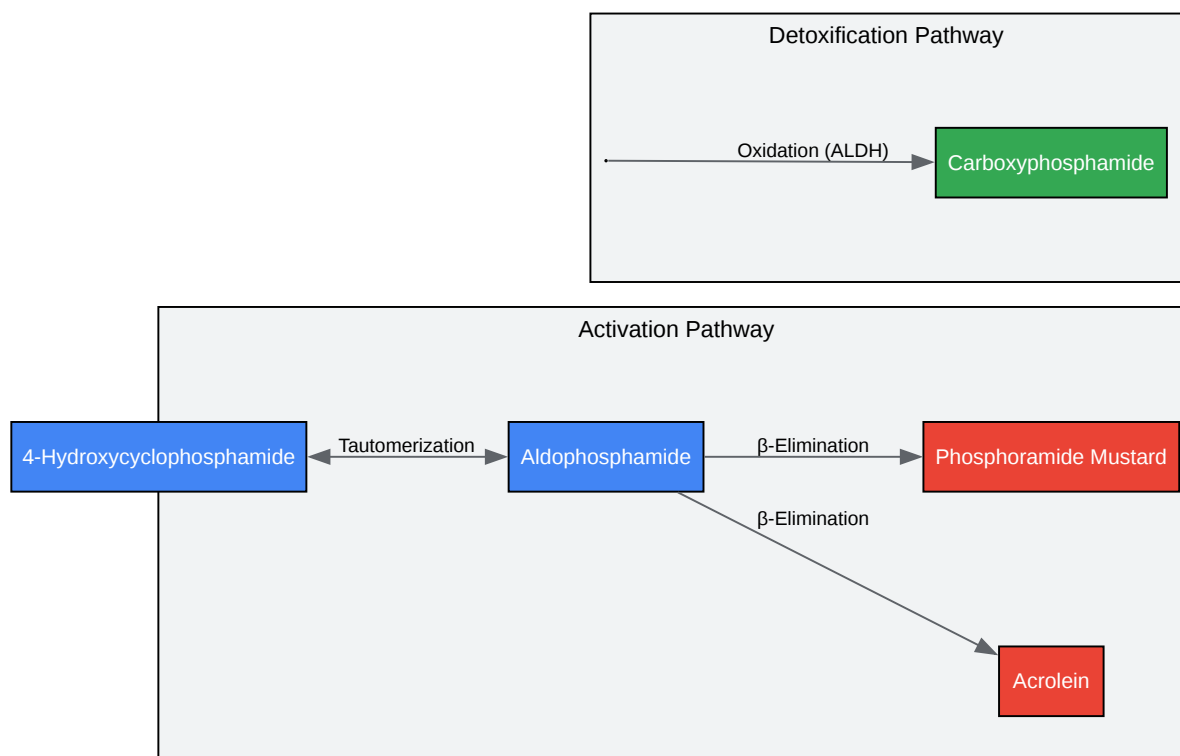 Detoxification Pathway
Oxidation (ALDH)
Carboxyphosphamide
Activation Pathway
4-Hydroxycyclophosphamide
Tautomerization
Aldophosphamide
β-Elimination
Phosphoramide Mustard
β-Elimination
Acrolein